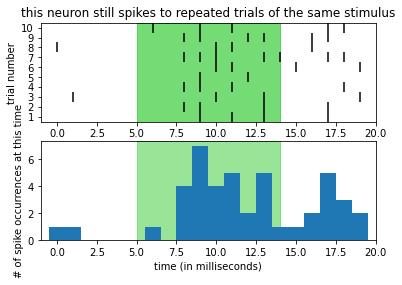 this neuron still spikes to repeated trials of the same stimulus
trial number
10
9
8
7
6
5
4
3
2
1
0.0 2.5 5.0 7.5 10.0 12.5 15.0 17.5 20.0
# of spike occurrences at this time
6
4
2
0
0.0 2.5 5.0 7.5 10.0 12.5 15.0 17.5 20.0
time (in milliseconds)